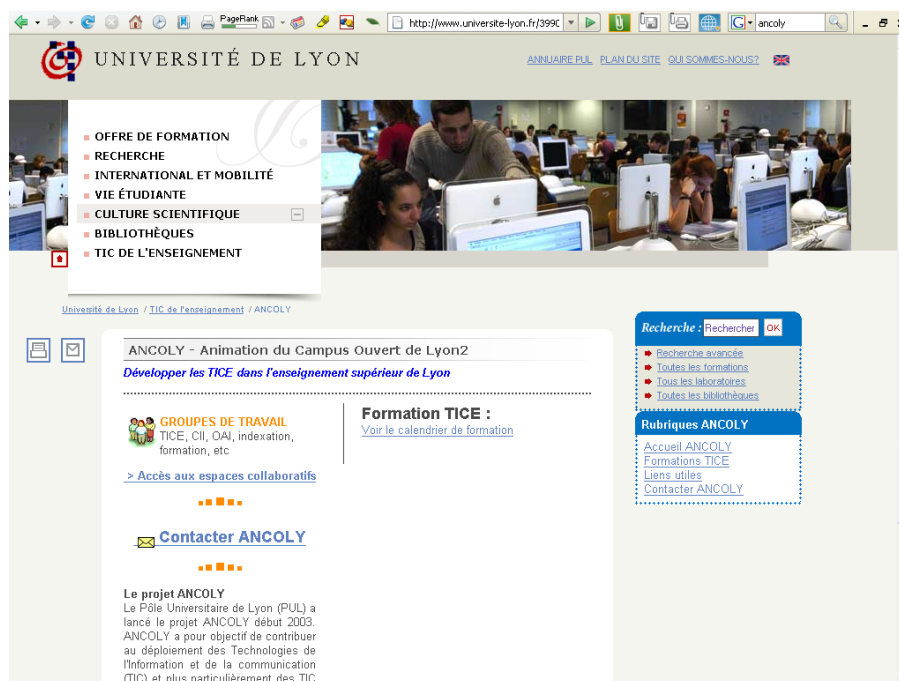 PageRank
http://www.universite-lyon.fr/399
ancoly
UNIVERSITÉ DE LYON
ANNUAIRE PUL PLAN DU SITE QUI SOMMES-NOUS?
OFFRE DE FORMATION
RECHERCHE
INTERNATIONAL ET MOBILITÉ
VIE ÉTUDIANTE
CULTURE SCIENTIFIQUE
BIBLIOTHÈQUES
TIC DE L'ENSEIGNEMENT
Université de Lyon / TIC de l'enseignement / ANCOLY
ANCOLY - Animation du Campus Ouvert de Lyon2
Développer les TICE dans l'enseignement supérieur de Lyon
GROUPES DE TRAVAIL
TICE, CII, OAI, indexation,
formation, etc
> Accès aux espaces collaboratifs
Contacter ANCOLY
Le projet ANCOLY
Le Pôle Universitaire de Lyon (PUL) a
lancé le projet ANCOLY début 2003.
ANCOLY a pour objectif de contribuer
au déploiement des Technologies de
l'Information et de la communication
(TIC) et plus particulièrement des TIC
Formation TICE :
Voir le calendrier de formation
Recherche : Rechercher OK
Recherche avancée
Toutes les formations
Tous les laboratoires
Toutes les bibliothèques
Rubriques ANCOLY
Accueil ANCOLY
Formations TICE
Liens utiles
Contacter ANCOLY